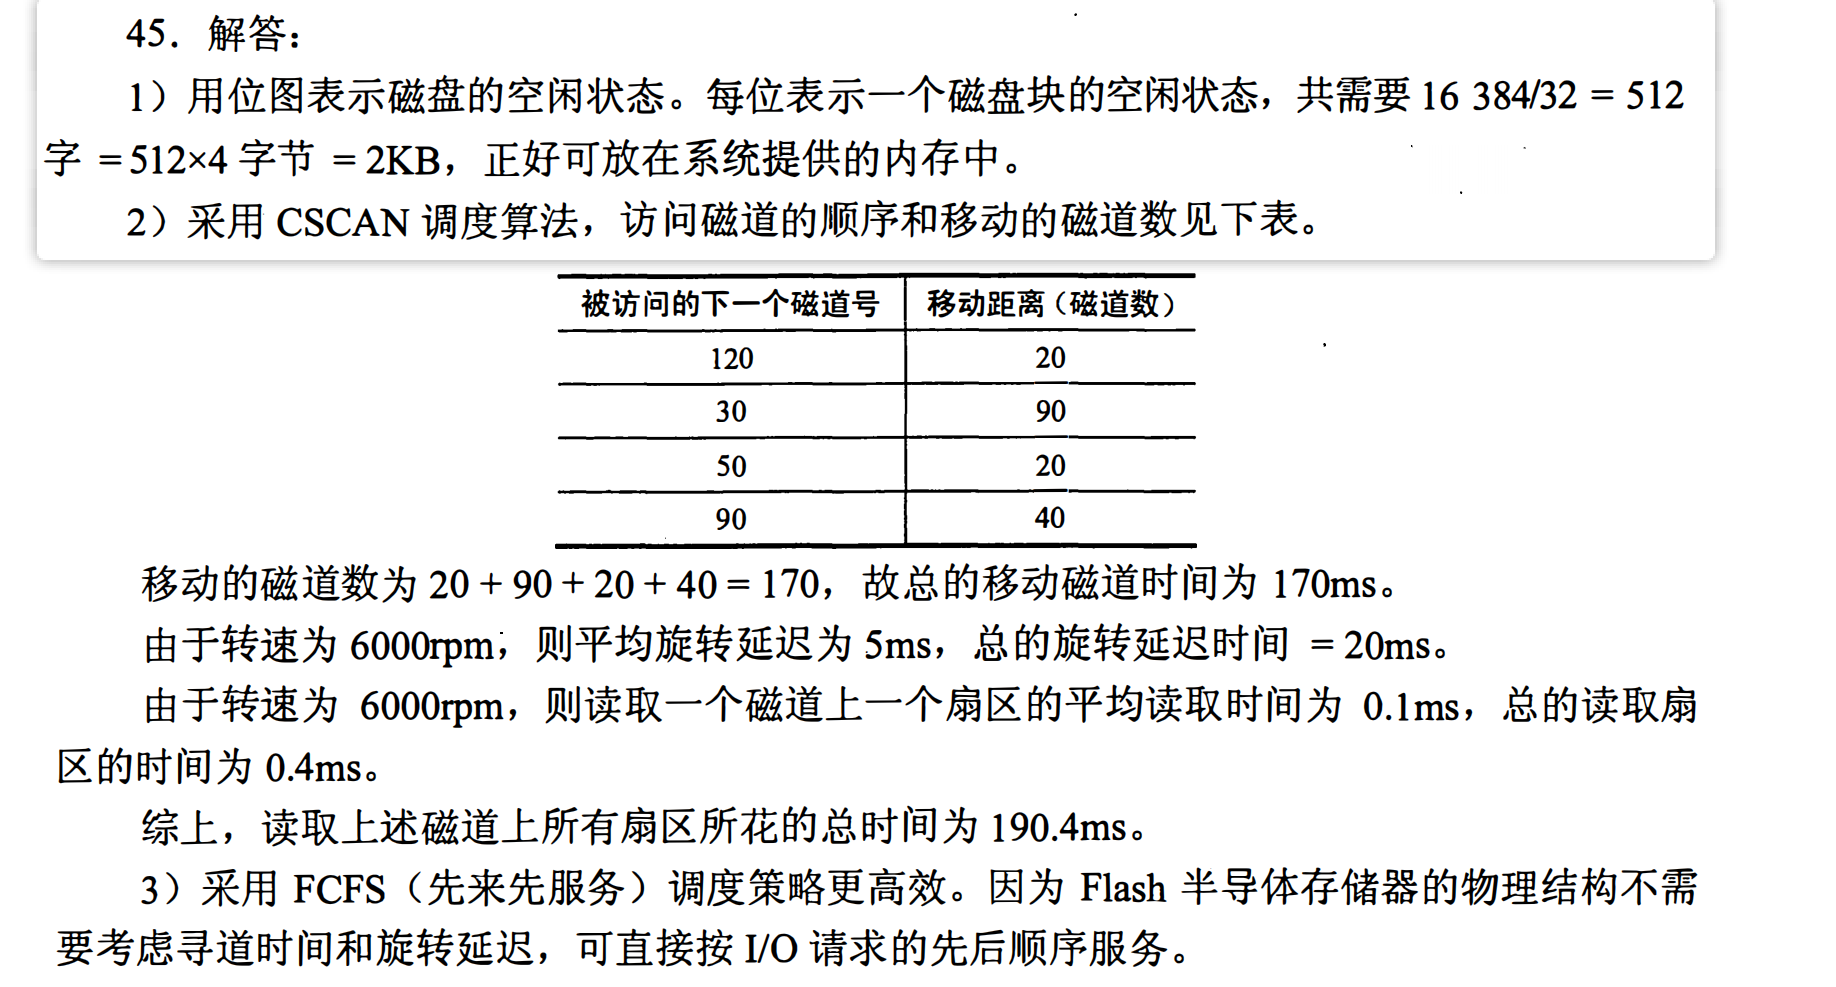 45．解答：
1）用位图表示磁盘的空闲状态。每位表示一个磁盘块的空闲状态，共需要 16 384/32 = 512
字 = 512×4 字节 = 2KB，正好可放在系统提供的内存中。
2）采用 CSCAN 调度算法，访问磁道的顺序和移动的磁道数见下表。
被访问的下一个磁道号 移动距离（磁道数）
120 20
30 90
50 20
90 40
移动的磁道数为 20 + 90 + 20 + 40 = 170，故总的移动磁道时间为 170ms。
由于转速为 6000rpm，则平均旋转延迟为 5ms，总的旋转延迟时间 = 20ms。
由于转速为 6000rpm，则读取一个磁道上一个扇区的平均读取时间为 0.1ms，总的读取扇
区的时间为 0.4ms。
综上，读取上述磁道上所有扇区所花的总时间为 190.4ms。
3）采用 FCFS（先来先服务）调度策略更高效。因为 Flash 半导体存储器的物理结构不需
要考虑寻道时间和旋转延迟，可直接按 I/O 请求的先后顺序服务。